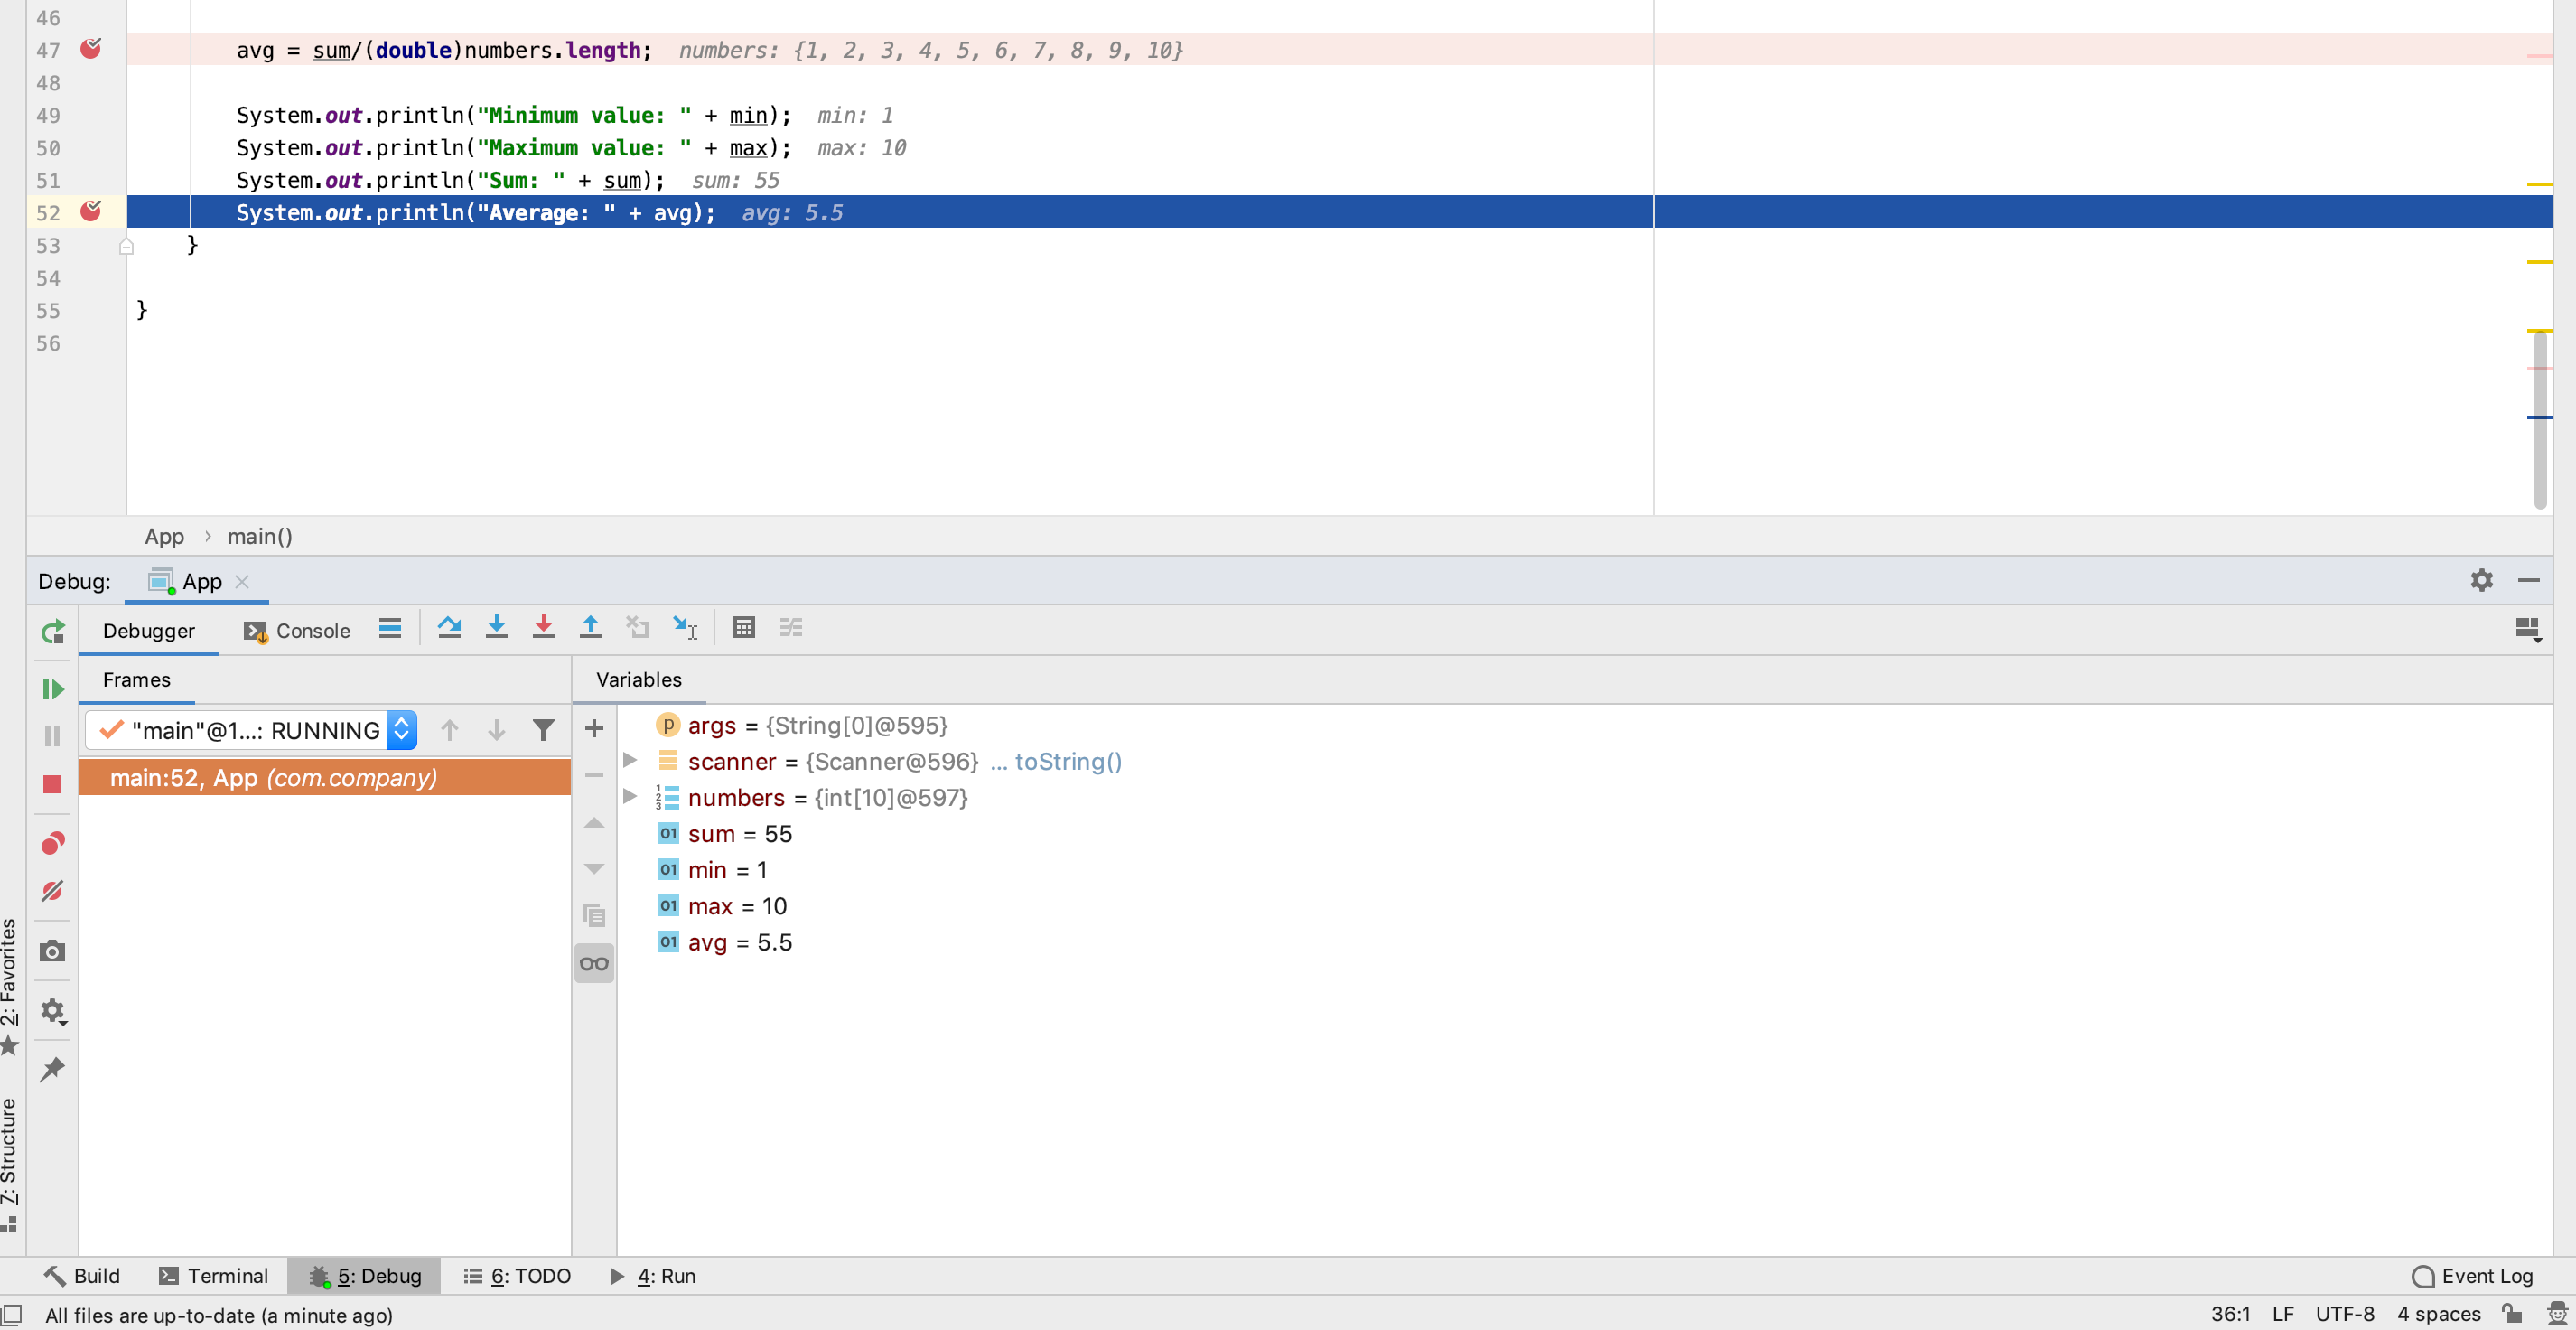 46
47 avg = sum/(double)numbers.length; numbers: {1, 2, 3, 4, 5, 6, 7, 8, 9, 10}
48
49 System.out.println("Minimum value: " + min); min: 1
50 System.out.println("Maximum value: " + max); max: 10
51 System.out.println("Sum: " + sum); sum: 55
52 System.out.println("Average: " + avg); avg: 5.5
53 }
54
55 }
56
App › main()
Debug: App
Debugger Console
Frames Variables
"main"@1...: RUNNING
main:52, App (com.company)
p args = {String[0]@595}
scanner = {Scanner@596} ... toString()
numbers = {int[10]@597}
01 sum = 55
01 min = 1
01 max = 10
01 avg = 5.5
2: Favorites
7: Structure
Build Terminal 5: Debug 6: TODO 4: Run Event Log
All files are up-to-date (a minute ago) 36:1 LF UTF-8 4 spaces